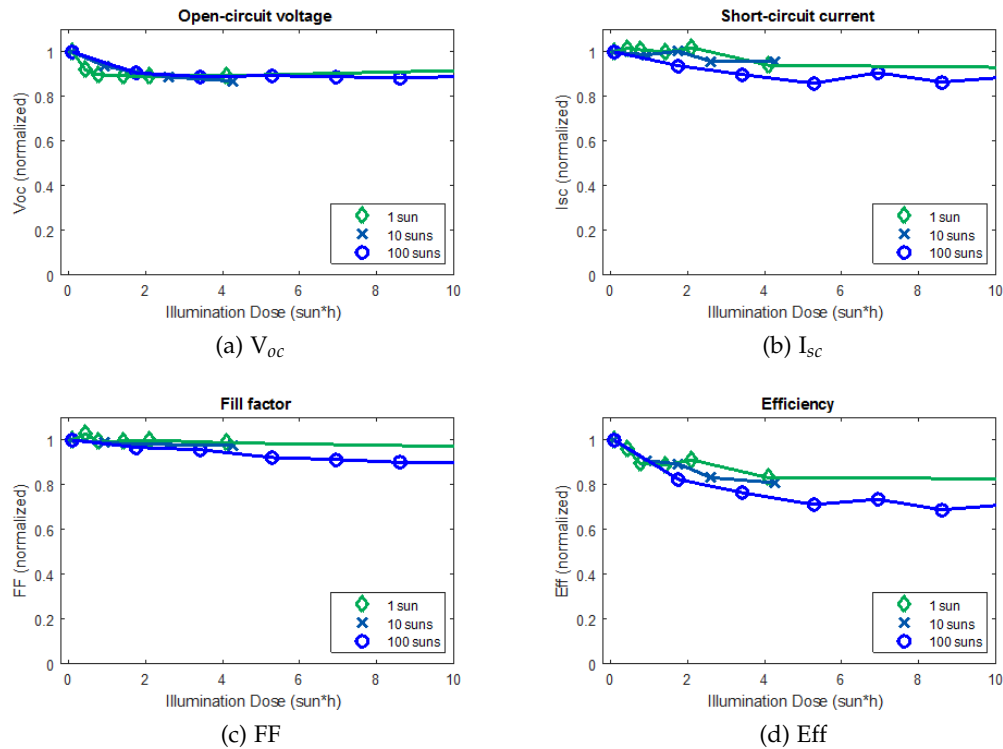 Open-circuit voltage
1
0.8
0.6
0.4
0.2
0
Voc (normalized)
1 sun
10 suns
100 suns
0 2 4 6 8 10
Illumination Dose (sun*h)
(a) Voc
Short-circuit current
1
0.8
0.6
0.4
0.2
0
Isc (normalized)
1 sun
10 suns
100 suns
0 2 4 6 8 10
Illumination Dose (sun*h)
(b) Isc
Fill factor
1
0.8
0.6
0.4
0.2
0
FF (normalized)
1 sun
10 suns
100 suns
0 2 4 6 8 10
Illumination Dose (sun*h)
(c) FF
Efficiency
1
0.8
0.6
0.4
0.2
0
Eff (normalized)
1 sun
10 suns
100 suns
0 2 4 6 8 10
Illumination Dose (sun*h)
(d) Eff